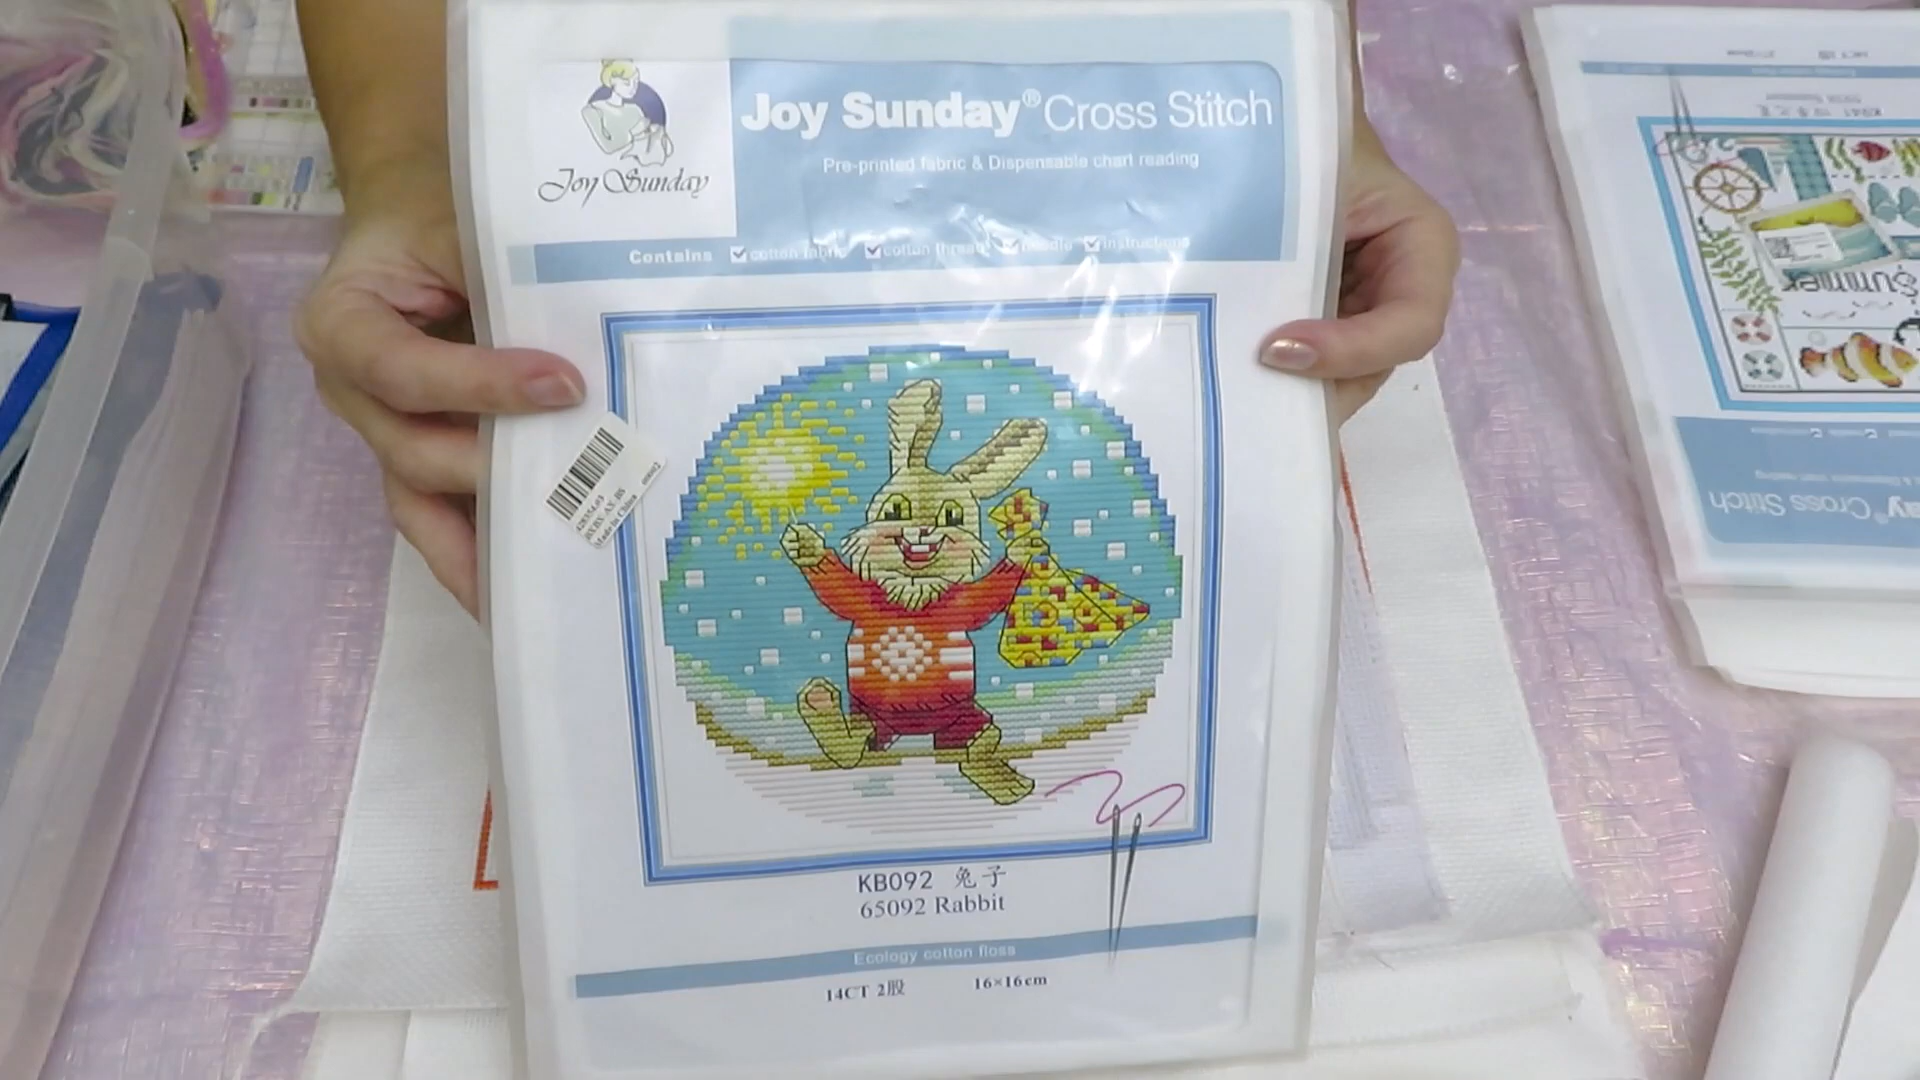 Joy Sunday® Cross Stitch
Pre-printed fabric & Dispensable chart reading
Joy Sunday
Contains cotton fabric cotton thread needle instructions
Made in China
KB092 兔子
65092 Rabbit
Ecology cotton floss
14CT 2股 16×16cm
Summer
Cross Stitch